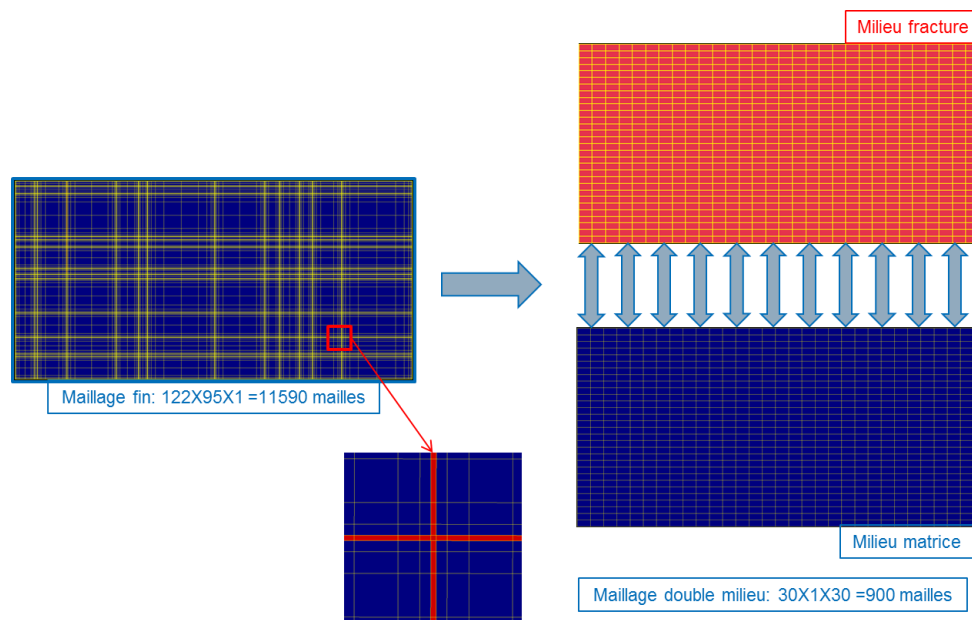 Milieu fracture
Maillage fin: 122X95X1 =11590 mailles
Milieu matrice
Maillage double milieu: 30X1X30 =900 mailles